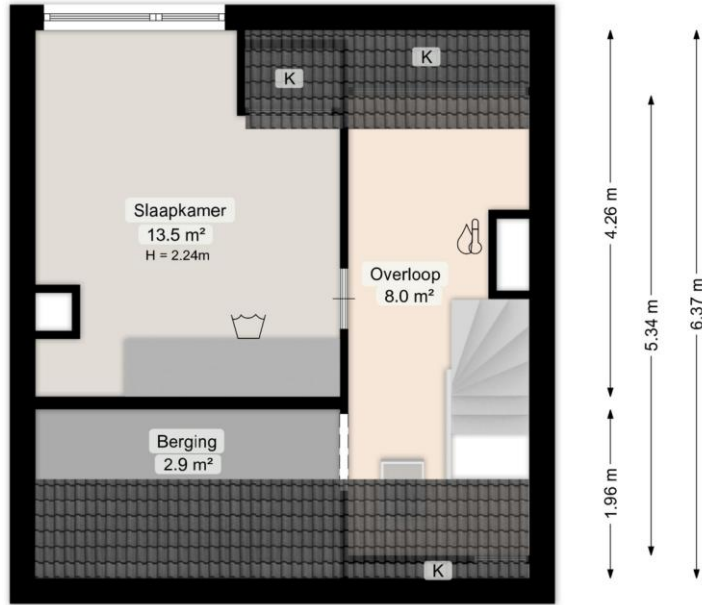 K
K
Slaapkamer
13.5 m²
H = 2.24m
Overloop
8.0 m²
Berging
2.9 m²
K
4.26 m
5.34 m
6.37 m
1.96 m